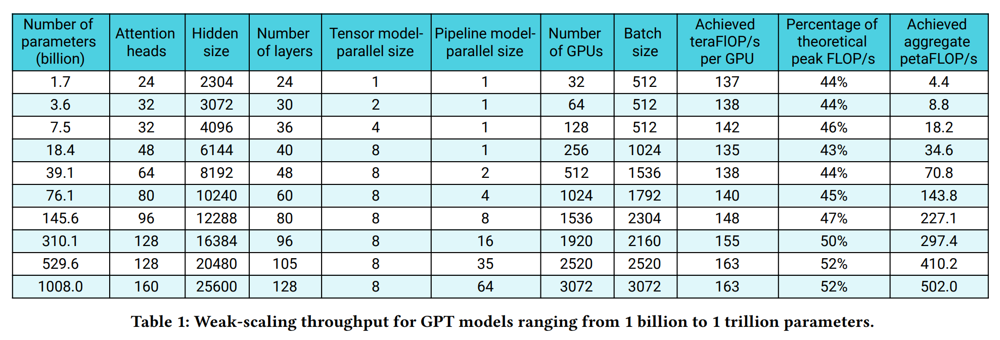 Number of parameters (billion) Attention heads Hidden size Number of layers Tensor model-parallel size Pipeline model-parallel size Number of GPUs Batch size Achieved teraFlOP/s per GPU Percentage of theoretical peak FLOP/s Achieved aggregate petaFLOP/s
1.7 24 2304 24 1 1 32 512 137 44% 4.4
3.6 32 3072 30 2 1 64 512 138 44% 8.8
7.5 32 4096 36 4 1 128 512 142 46% 18.2
18.4 48 6144 40 8 1 256 1024 135 43% 34.6
39.1 64 8192 48 8 2 512 1536 138 44% 70.8
76.1 80 10240 60 8 4 1024 1792 140 45% 143.8
145.6 96 12288 80 8 8 1536 2304 148 47% 227.1
310.1 128 16384 96 8 16 1920 2160 155 50% 297.4
529.6 128 20480 105 8 35 2520 2520 163 52% 410.2
1008.0 160 25600 128 8 64 3072 3072 163 52% 502.0
Table 1: Weak-scaling throughput for GPT models ranging from 1 billion to 1 trillion parameters.